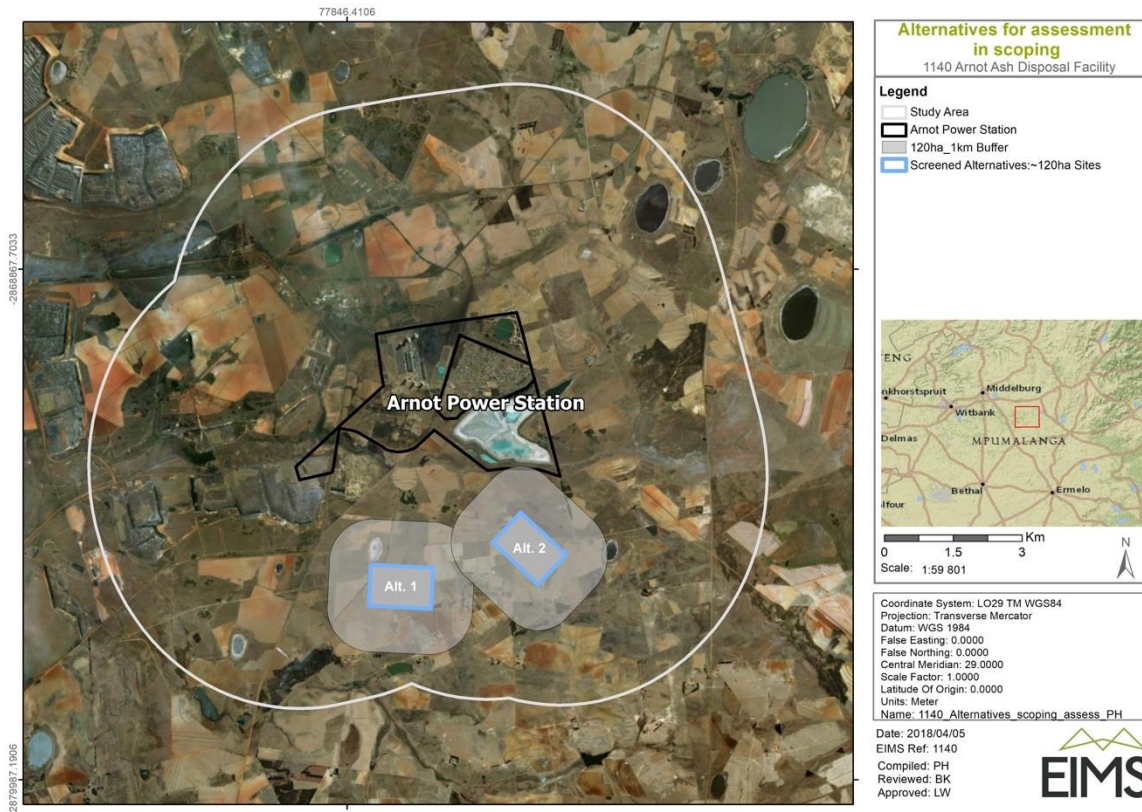 77846.4106
-2868867.7033
-2879987.1906
Arnot Power Station
Alt. 1
Alt. 2
Alternatives for assessment
in scoping
1140 Arnot Ash Disposal Facility
Legend
Study Area
Arnot Power Station
120ha_1km Buffer
Screened Alternatives:~120ha Sites
ENG
nkhorstspruit
Middelburg
Witbank
Delmas
MPUMALANGA
Bethal
Ermelo
lfour
Km
0 1.5 3
Scale: 1:59 801
N
Coordinate System: LO29 TM WGS84
Projection: Transverse Mercator
Datum: WGS 1984
False Easting: 0.0000
False Northing: 0.0000
Central Meridian: 29.0000
Scale Factor: 1.0000
Latitude Of Origin: 0.0000
Units: Meter
Name: 1140_Alternatives_scoping_assess_PH
Date: 2018/04/05
EIMS Ref: 1140
Compiled: PH
Reviewed: BK
Approved: LW
EIMS